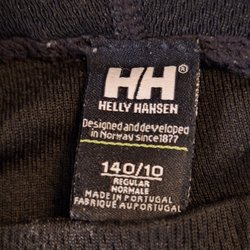 HH®
HELLY HANSEN
Designed and developed
in Norway since 1877
140/10
REGULAR
NORMALE
MADE IN PORTUGAL
FABRIQUÉ AU PORTUGAL